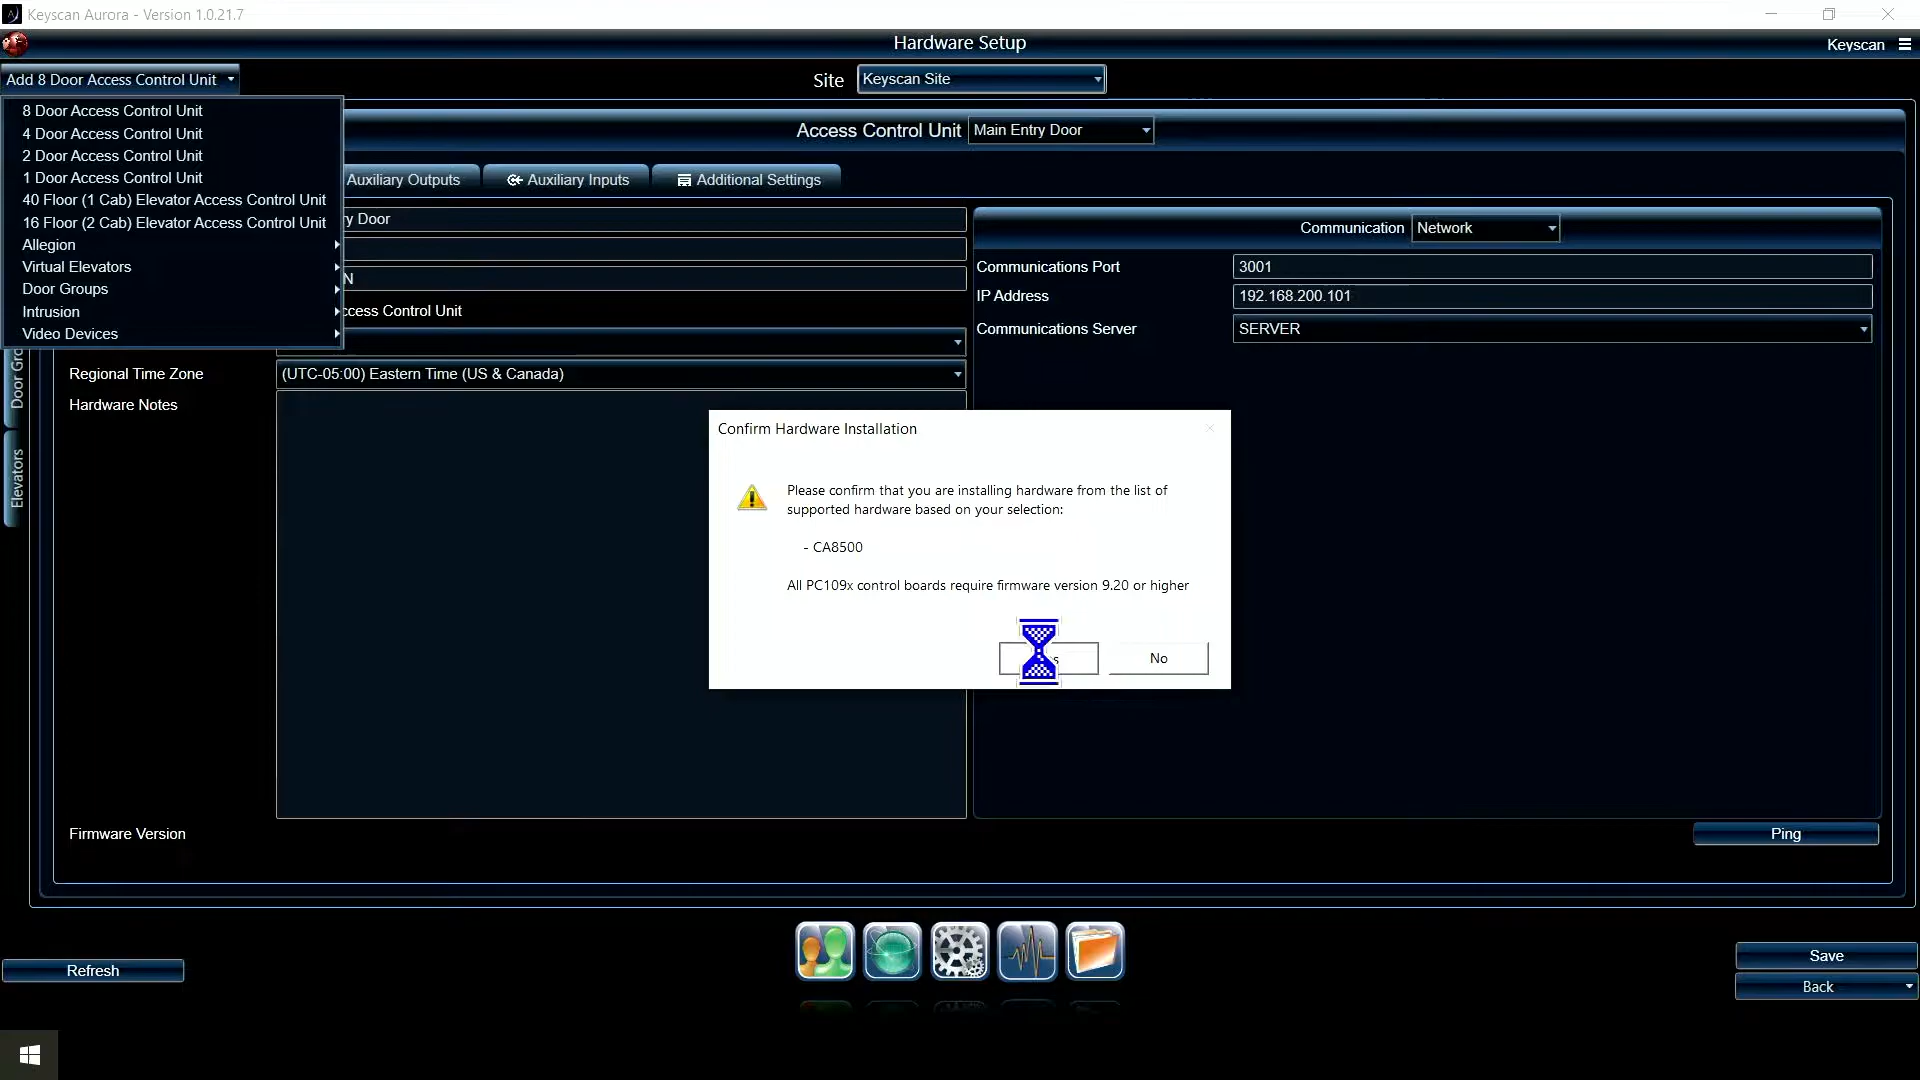 Keyscan Aurora - Version 1.0.21.7
Hardware Setup
Keyscan
Add 8 Door Access Control Unit
Site
Keyscan Site
8 Door Access Control Unit
4 Door Access Control Unit
2 Door Access Control Unit
1 Door Access Control Unit
40 Floor (1 Cab) Elevator Access Control Unit
16 Floor (2 Cab) Elevator Access Control Unit
Allegion
Virtual Elevators
Door Groups
Intrusion
Video Devices
Access Control Unit
Main Entry Door
Auxiliary Outputs
Auxiliary Inputs
Additional Settings
y Door
N
ccess Control Unit
Communication
Network
Communications Port
3001
IP Address
192.168.200.101
Communications Server
SERVER
Door Gro
Elevators
Regional Time Zone
(UTC-05:00) Eastern Time (US & Canada)
Hardware Notes
Confirm Hardware Installation
Please confirm that you are installing hardware from the list of
supported hardware based on your selection:
- CA8500
All PC109x control boards require firmware version 9.20 or higher
No
Firmware Version
Ping
Refresh
Save
Back